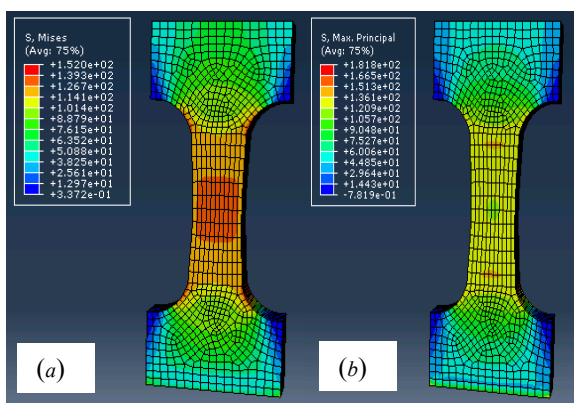 S, Mises
(Avg: 75%)
+1.520e+02
+1.393e+02
+1.267e+02
+1.141e+02
+1.014e+02
+8.879e+01
+7.615e+01
+6.352e+01
+5.088e+01
+3.825e+01
+2.561e+01
+1.297e+01
+3.372e-01
(a)
S, Max. Principal
(Avg: 75%)
+1.818e+02
+1.665e+02
+1.513e+02
+1.361e+02
+1.209e+02
+1.057e+02
+9.048e+01
+7.527e+01
+6.006e+01
+4.485e+01
+2.964e+01
+1.443e+01
-7.819e-01
(b)